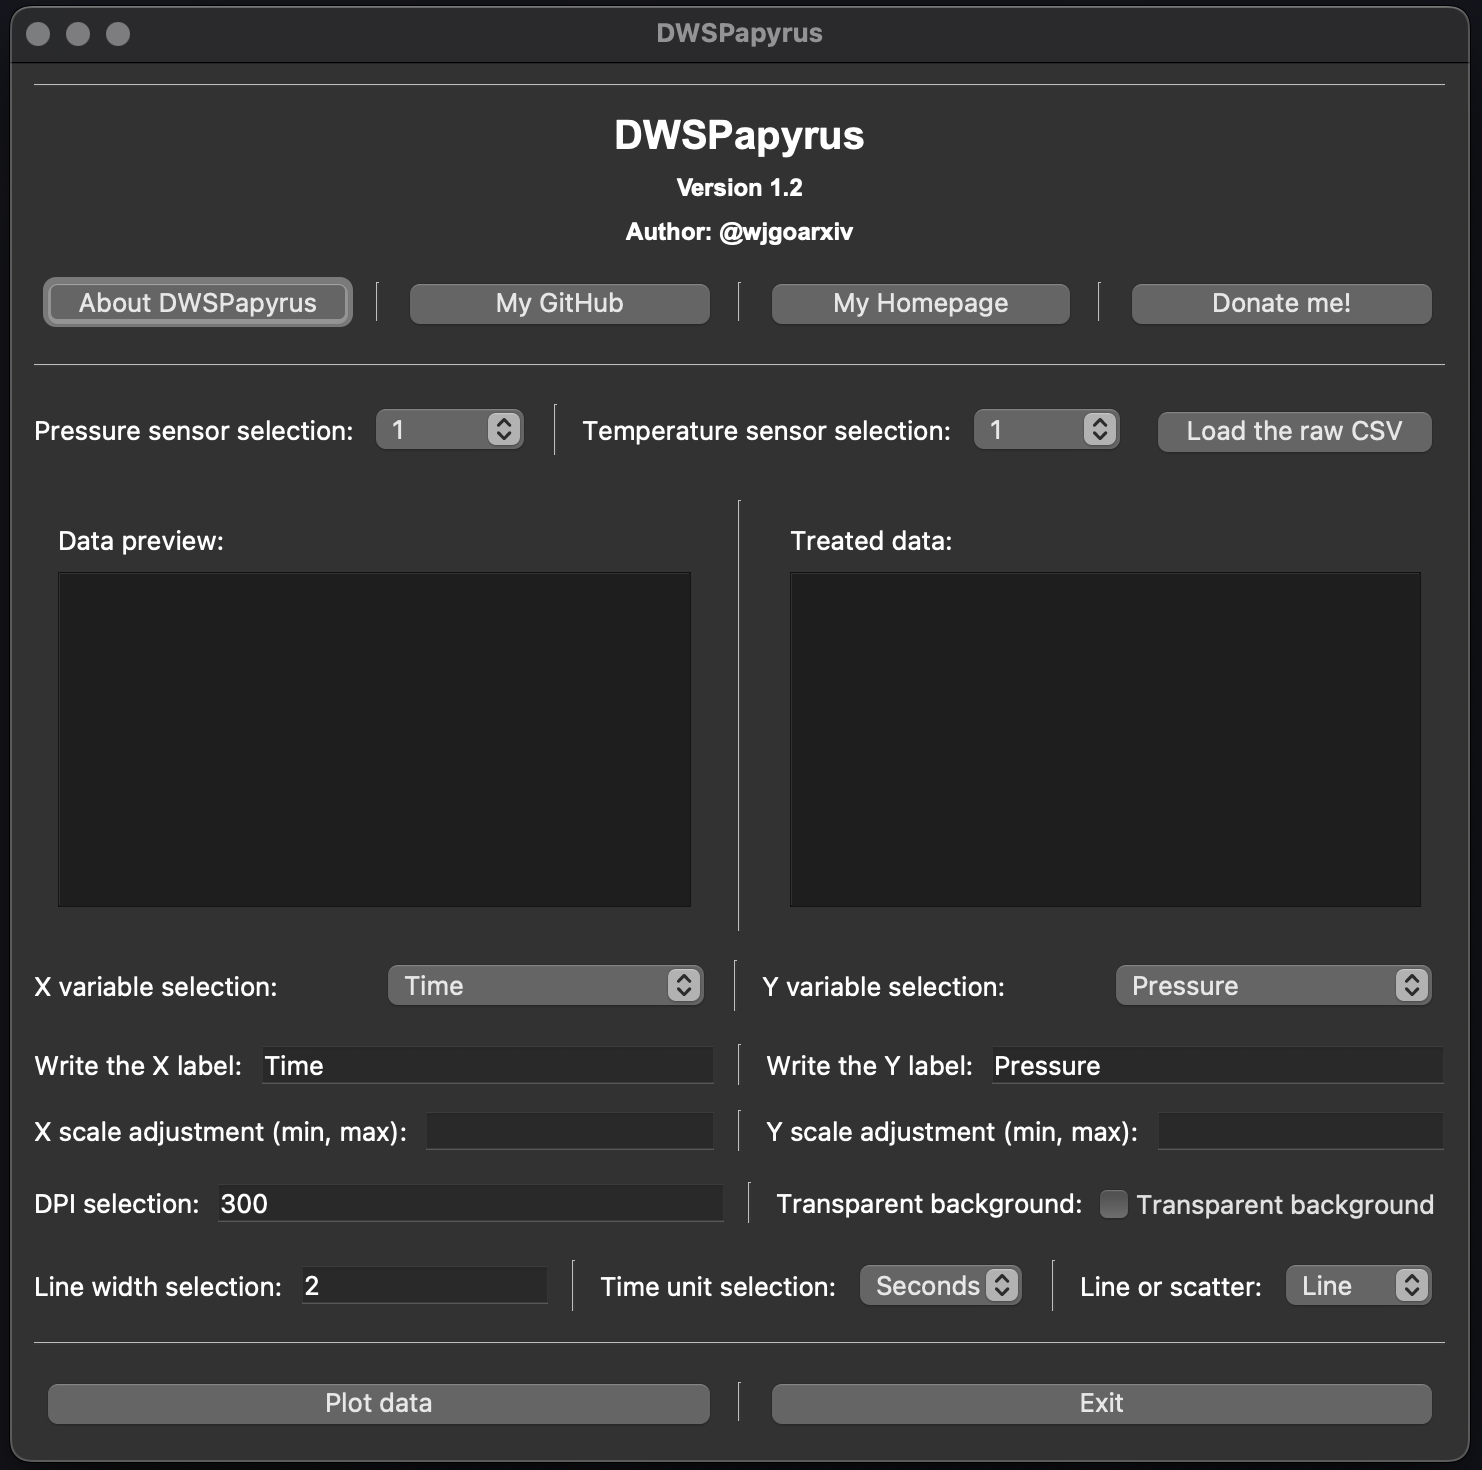 DWSPapyrus
DWSPapyrus
Version 1.2
Author: @wjgoarxiv
About DWSPapyrus
My GitHub
My Homepage
Donate me!
Pressure sensor selection: 1
Temperature sensor selection: 1
Load the raw CSV
Data preview:
Treated data:
X variable selection: Time
Y variable selection: Pressure
Write the X label: Time
Write the Y label: Pressure
X scale adjustment (min, max):
Y scale adjustment (min, max):
DPI selection: 300
Transparent background: Transparent background
Line width selection: 2
Time unit selection: Seconds
Line or scatter: Line
Plot data
Exit